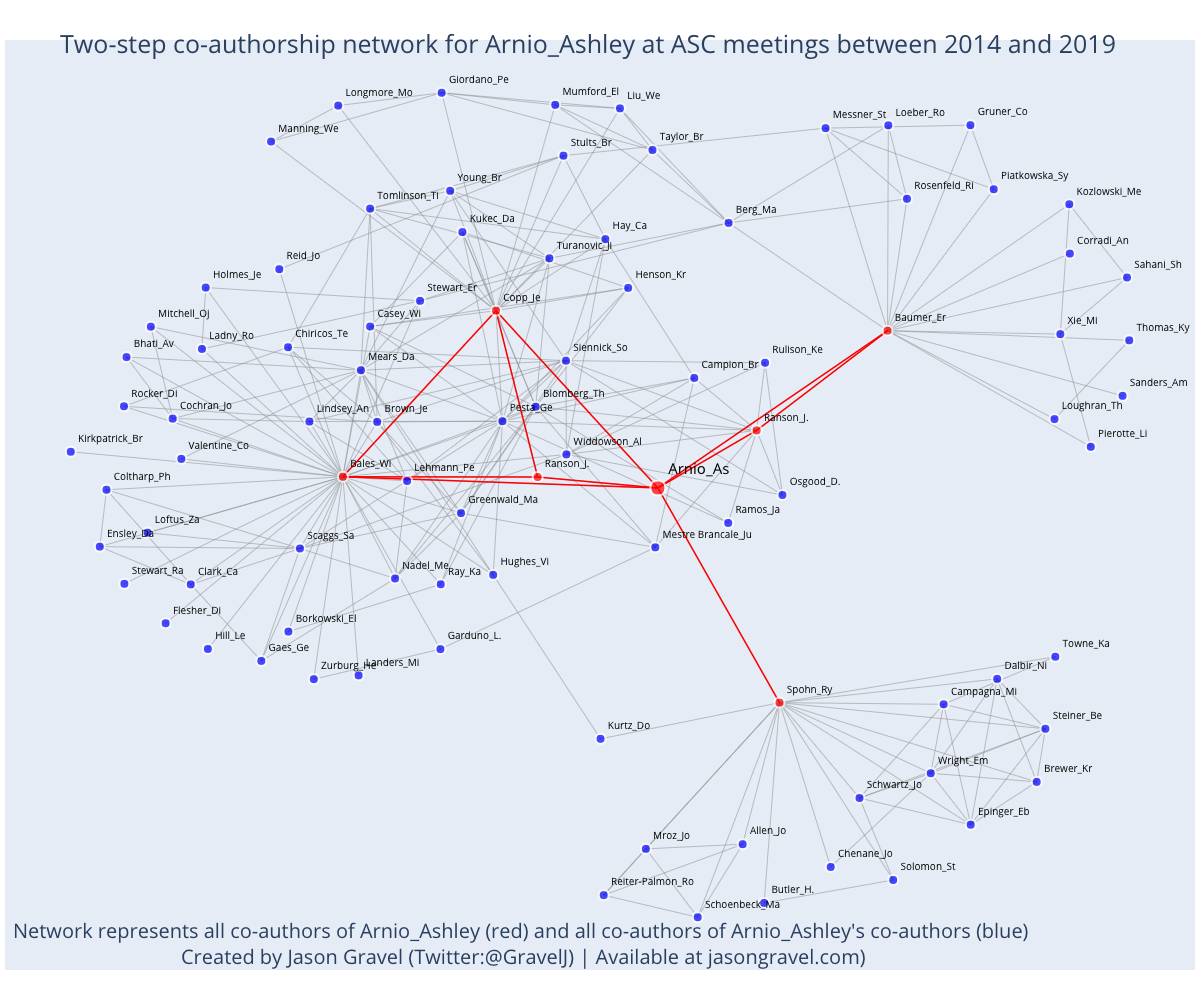 Two-step co-authorship network for Arnio_Ashley at ASC meetings between 2014 and 2019
Giordano_Pe
Longmore_Mo
Mumford_El
Liu_We
Manning_We
Messner_St
Loeber_Ro
Gruner_Co
Stults_Br
Taylor_Br
Young_Br
Tomlinson_Ti
Piatkowska_Sy
Rosenfeld_Ri
Kozlowski_Me
Berg_Ma
Kukec_Da
Hay_Ca
Turanovic_Ji
Corradi_An
Reid_Jo
Sahani_Sh
Holmes_Je
Stewart_Er
Henson_Kr
Copp_Je
Mitchell_Oj
Casey_Wi
Baumer_Er
Ladny_Ro
Chiricos_Te
Xie_Mi
Thomas_Ky
Bhati_Av
Mears_Da
Siennick_So
Rulison_Ke
Campion_Br
Sanders_Am
Rocker_Di
Cochran_Jo
Lindsey_An
Brown_Je
Blomberg_Th
Pesta_Ge
Ranson_J.
Loughran_Th
Pierotte_Li
Kirkpatrick_Br
Valentine_Co
Widdowson_Al
Bales_Wi
Lehmann_Pe
Ranson_J.
Arnio_As
Coltharp_Ph
Osgood_D.
Greenwald_Ma
Ramos_Ja
Loftus_Za
Ensley_Da
Scaggs_Sa
Mestre Brancale_Ju
Stewart_Ra
Clark_Ca
Nadel_Me
Ray_Ka
Hughes_Vi
Flesher_Di
Borkowski_El
Hill_Le
Gaes_Ge
Garduno_L.
Zurburg_He
Landers_Mi
Towne_Ka
Dalbir_Ni
Spohn_Ry
Campagna_Mi
Steiner_Be
Kurtz_Do
Wright_Em
Brewer_Kr
Schwartz_Jo
Epinger_Eb
Mroz_Jo
Allen_Jo
Chenane_Jo
Solomon_St
Reiter-Palmon_Ro
Butler_H.
Schoenbeck_Ma
Network represents all co-authors of Arnio_Ashley (red) and all co-authors of Arnio_Ashley's co-authors (blue)
Created by Jason Gravel (Twitter:@GravelJ) | Available at jasongravel.com)